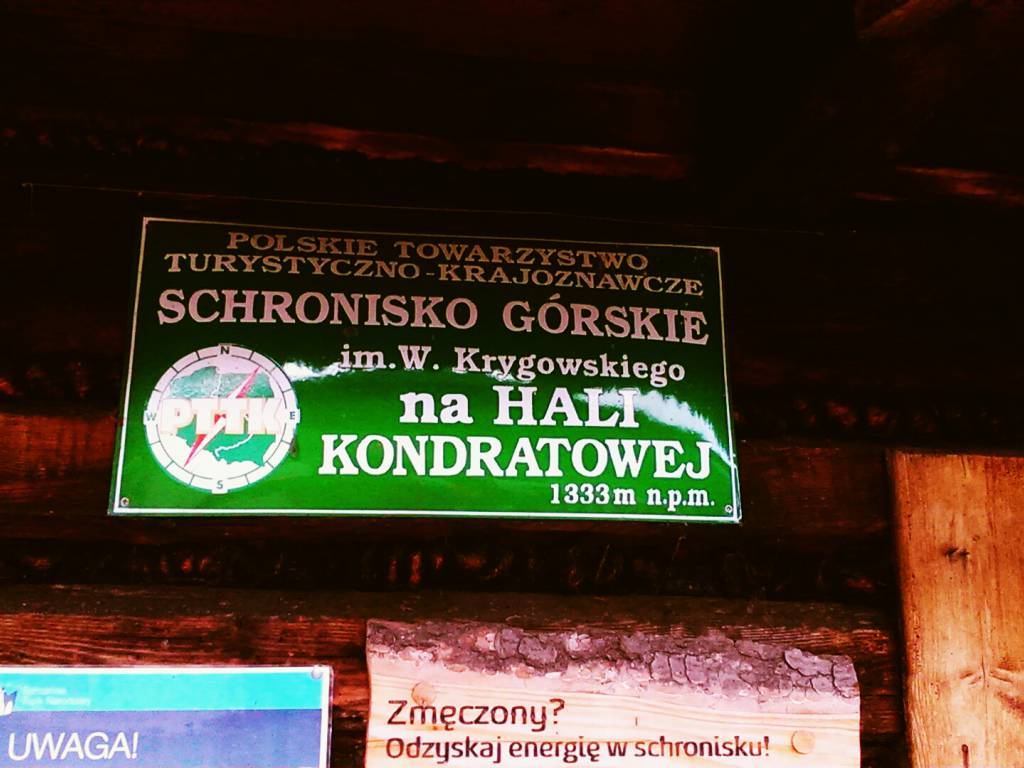 POLSKIE TOWARZYSTWO
TURYSTYCZNO-KRAJOZNAWCZE
SCHRONISKO GÓRSKIE
im. W. Krygowskiego
na HALI
KONDRATOWEJ
1333m n.p.m.
N
W PTTK E
S
UWAGA!
Zmęczony?
Odzyskaj energię w schronisku!